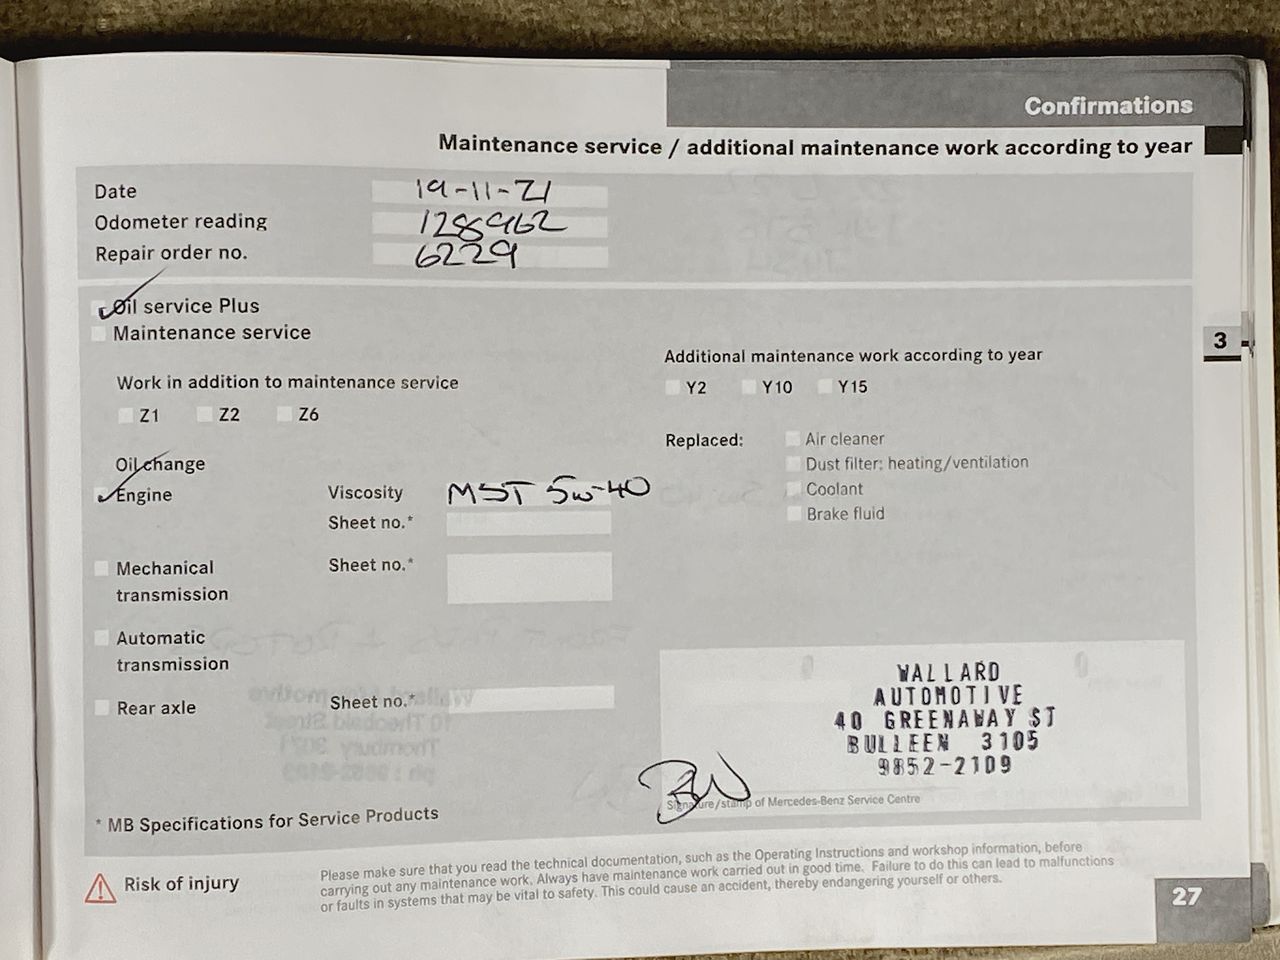 Confirmations
Maintenance service / additional maintenance work according to year
Date 19-11-21
Odometer reading 128962
Repair order no. 6229
Oil service Plus
Maintenance service
Additional maintenance work according to year
Work in addition to maintenance service
Y2 Y10 Y15
Z1 Z2 Z6
3
Replaced: Air cleaner
Dust filter: heating/ventilation
Coolant
Brake fluid
Oil change
Engine Viscosity MST 5w-40
Sheet no.*
Mechanical transmission Sheet no.*
Automatic transmission
Rear axle Sheet no.*
WALLARD
AUTOMOTIVE
40 GREENAWAY ST
BULLEEN 3105
9852-2109
Signature/stamp of Mercedes-Benz Service Centre
* MB Specifications for Service Products
Risk of injury
Please make sure that you read the technical documentation, such as the Operating Instructions and workshop information, before
carrying out any maintenance work. Always have maintenance work carried out in good time. Failure to do this can lead to malfunctions
or faults in systems that may be vital to safety. This could cause an accident, thereby endangering yourself or others.
27